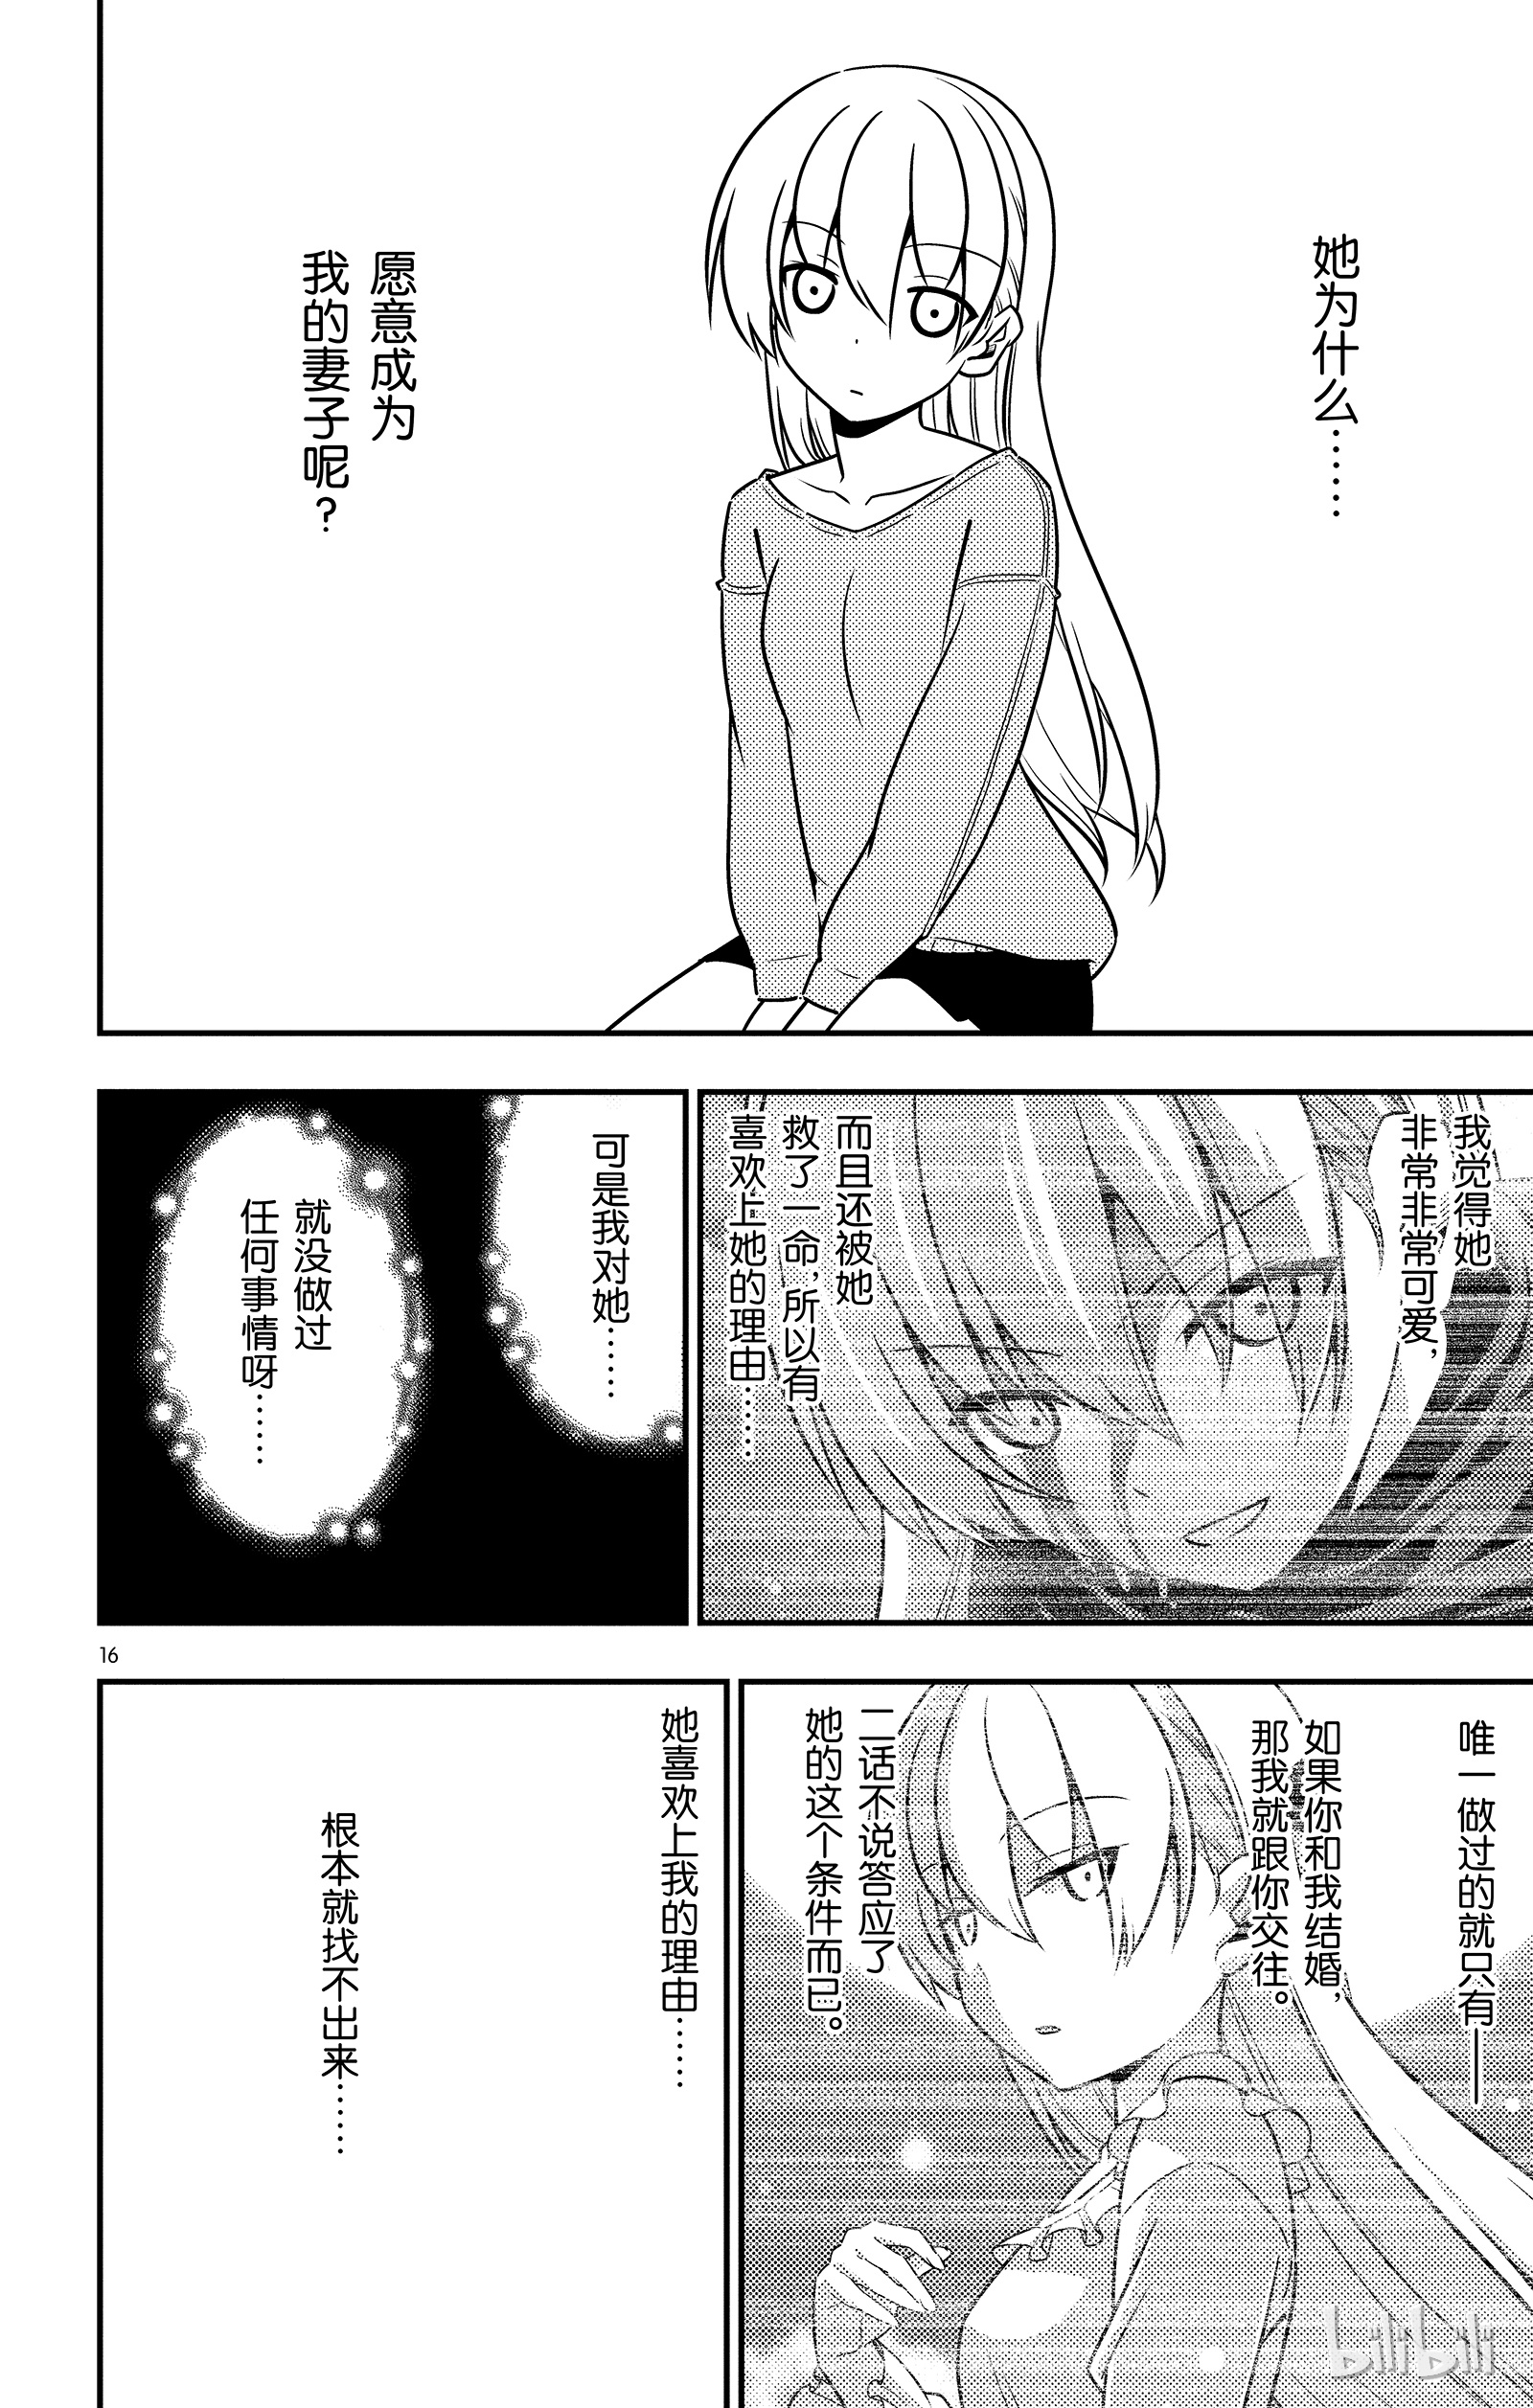 她为什么……
愿意成为
我的妻子呢？
我觉得她
非常非常可爱，
而且还被她
救了一命，所以有
喜欢上她的理由……
可是我对她……
就没做过
任何事情呀……
16
唯一做过的就只有——
如果你和我结婚，
那我就跟你交往。
二话不说答应了
她的这个条件而已。
她喜欢上我的理由……
根本就找不出来……
bilibili